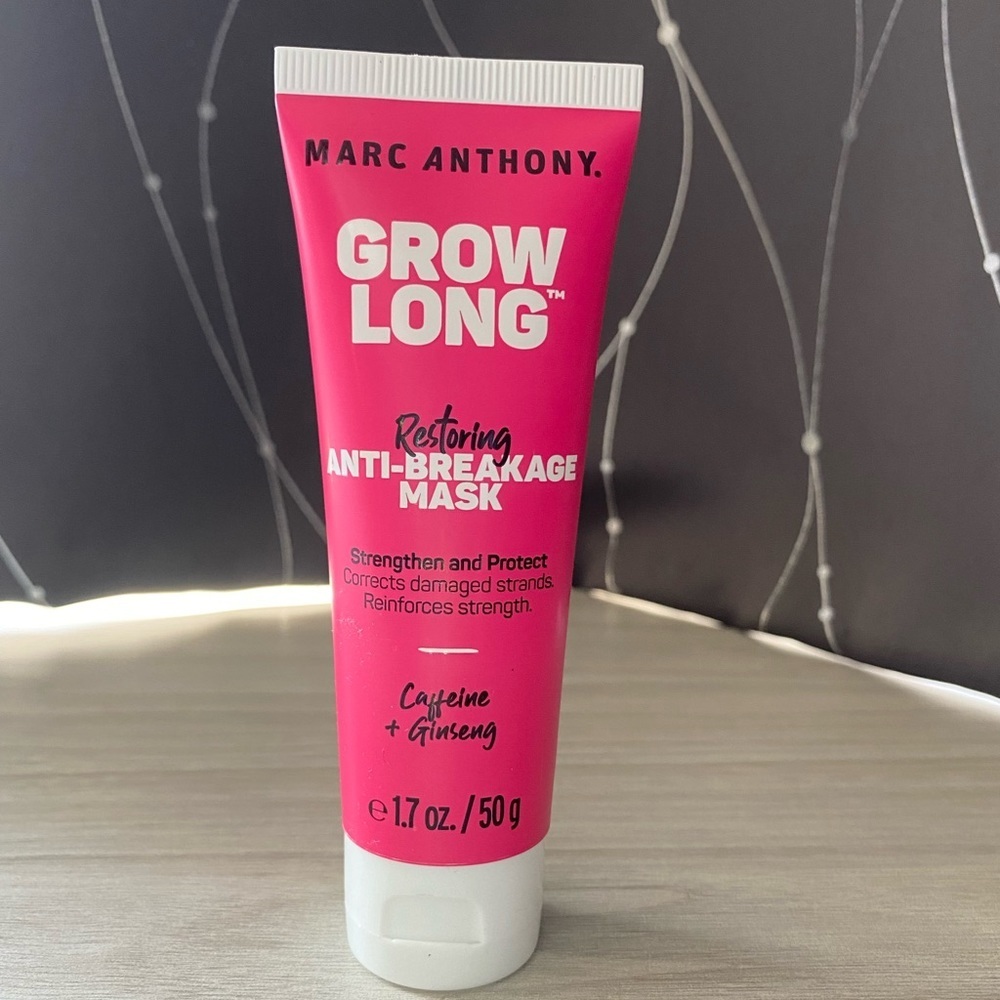 MARC ANTHONY.
GROW
LONG™
Restoring
ANTI-BREAKAGE
MASK
Strengthen and Protect
Corrects damaged strands.
Reinforces strength.
Caffeine
+ Ginseng
℮ 1.7 oz. / 50 g